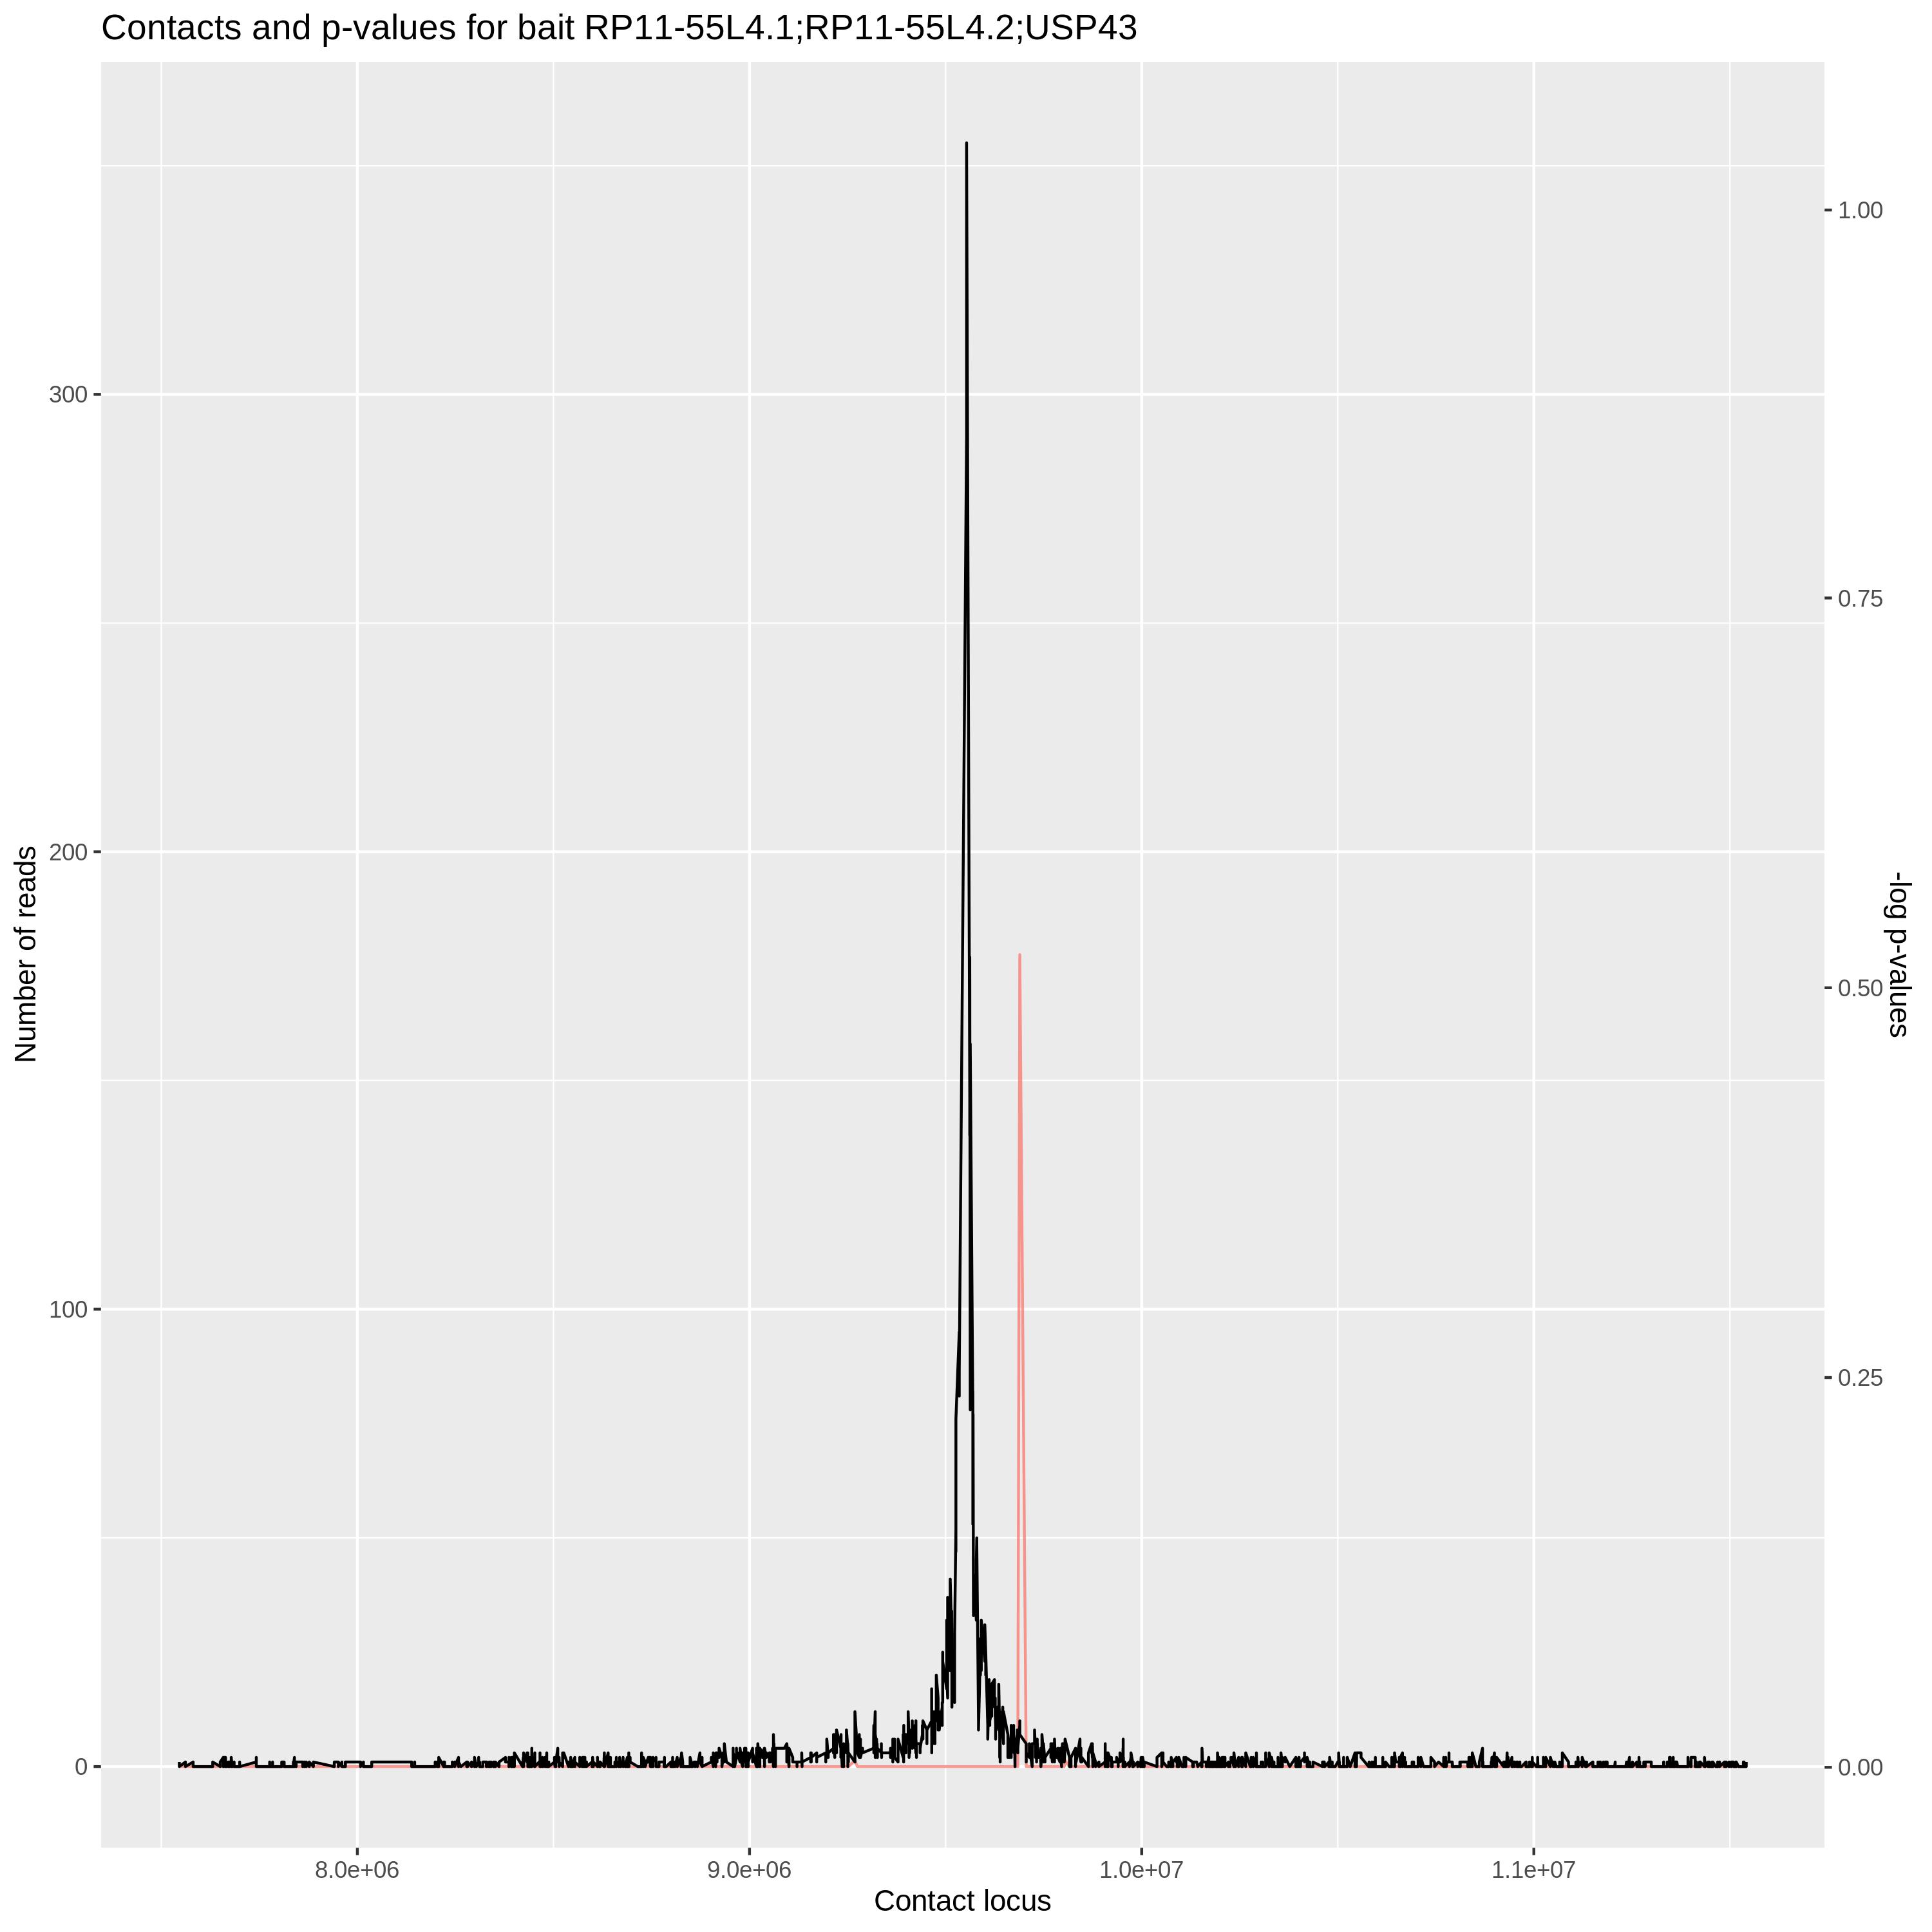 Contacts and p-values for bait RP11-55L4.1;RP11-55L4.2;USP43
Number of reads
300
200
100
0
1.00
0.75
0.50
0.25
0.00
-log p-values
8.0e+06 9.0e+06 1.0e+07 1.1e+07
Contact locus